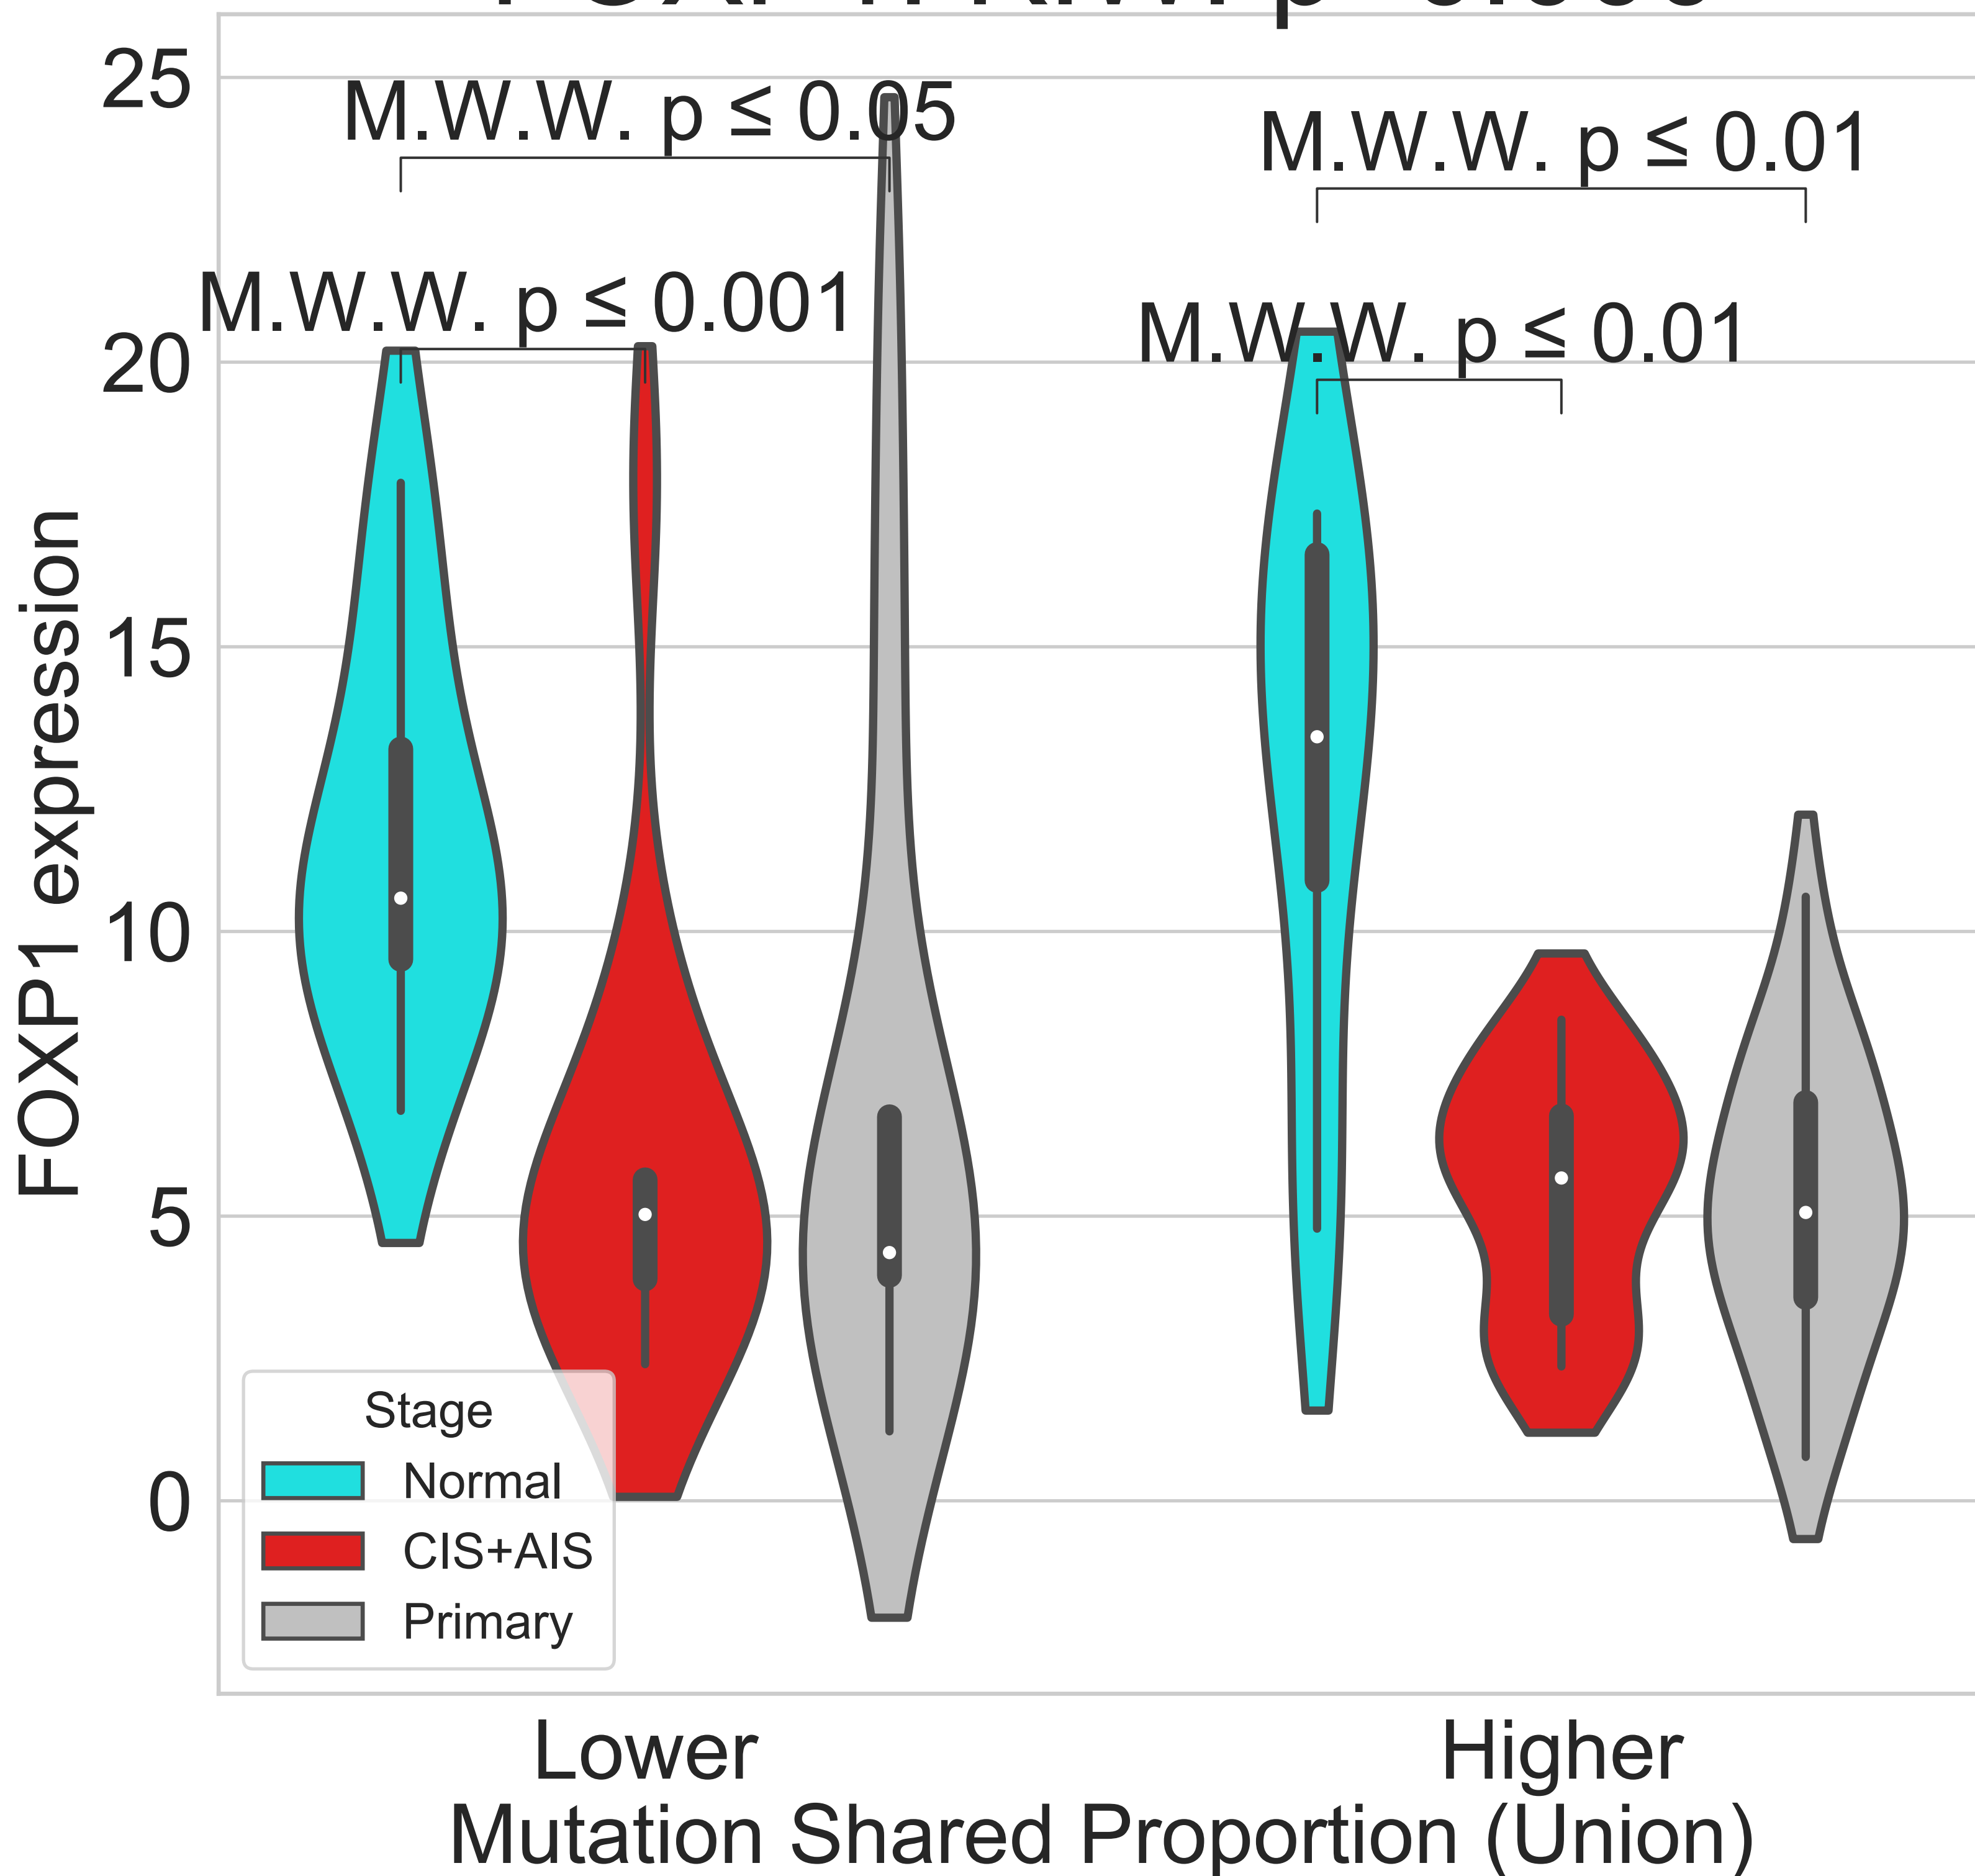 25
20
15
10
5
0
FOXP1 expression
M.W.W. p ≤ 0.05
M.W.W. p ≤ 0.001
M.W.W. p ≤ 0.01
M.W.W. p ≤ 0.01
Stage
Normal
CIS+AIS
Primary
Lower
Higher
Mutation Shared Proportion (Union)